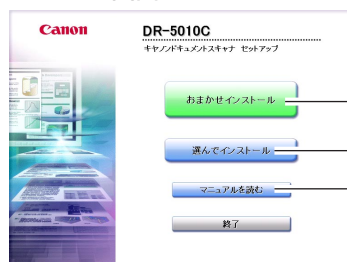 Canon
DR-5010C
キヤノンドキュメントスキャナ セットアップ
おまかせインストール
選んでインストール
マニュアルを読む
終了